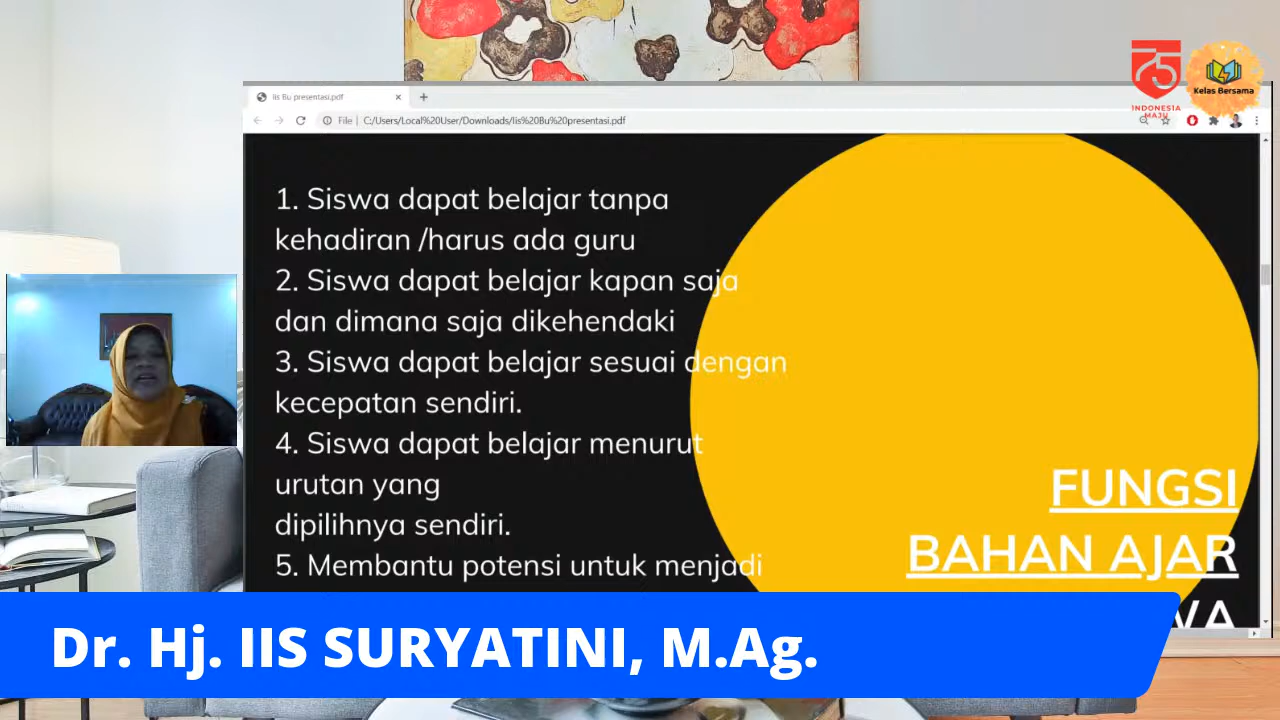 75
INDONESIA
MAJU
Kelas Bersama
Iis Bu presentasi.pdf
File | C:/Users/Local%20User/Downloads/Iis%20Bu%20presentasi.pdf
1. Siswa dapat belajar tanpa
kehadiran /harus ada guru
2. Siswa dapat belajar kapan saja
dan dimana saja dikehendaki
3. Siswa dapat belajar sesuai dengan
kecepatan sendiri.
4. Siswa dapat belajar menurut
urutan yang
dipilihnya sendiri.
5. Membantu potensi untuk menjadi
FUNGSI
BAHAN AJAR
Dr. Hj. IIS SURYATINI, M.Ag.